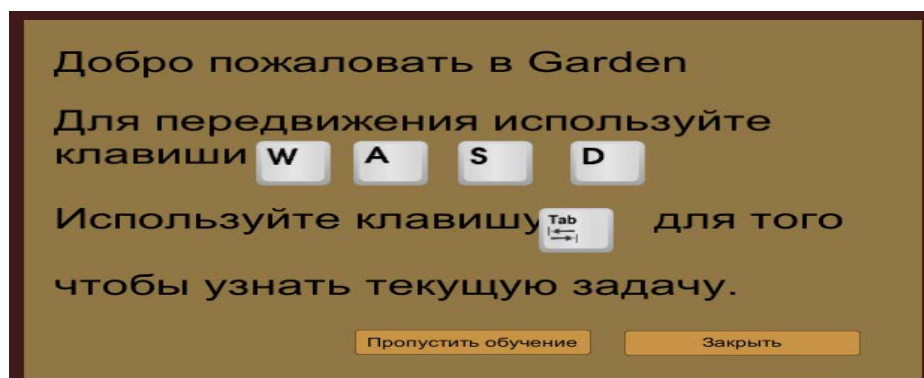 Добро пожаловать в Garden
Для передвижения используйте
клавиши W A S D
Используйте клавишу Tab для того
чтобы узнать текущую задачу.
Пропустить обучение Закрыть